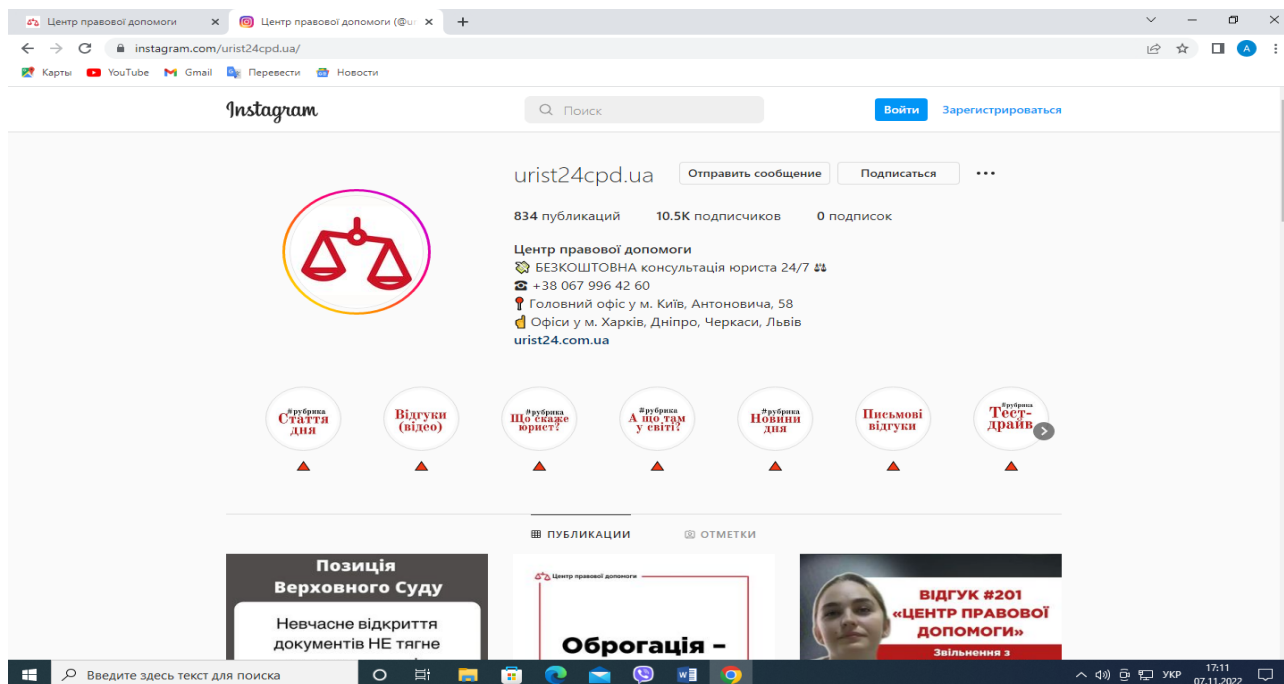 Центр правової допомоги
Центр правової допомоги (@ur
instagram.com/urist24cpd.ua/
A
Карты YouTube Gmail Перевести Новости
Instagram
Поиск
Войти Зарегистрироваться
urist24cpd.ua Отправить сообщение Подписаться
834 публикаций 10.5K подписчиков 0 подписок
Центр правової допомоги
БЕЗКОШТОВНА консультація юриста 24/7
+38 067 996 42 60
Головний офіс у м. Київ, Антоновича, 58
Офіси у м. Харків, Дніпро, Черкаси, Львів
urist24.com.ua
#рубрика
Стаття
дня
Відгуки
(відео)
#рубрика
Що скаже
юрист?
#рубрика
А що там
у світі?
#рубрика
Новини
дня
Письмові
відгуки
#рубрика
Тест-
драйв
ПУБЛИКАЦИИ ОТМЕТКИ
Позиція
Верховного Суду
Невчасне відкриття
документів НЕ тягне
Центр правової допомоги
Оброгація –
ВІДГУК #201
«ЦЕНТР ПРАВОВОЇ
ДОПОМОГИ»
Звільнення з
Введите здесь текст для поиска
УКР
17:11
07.11.2022